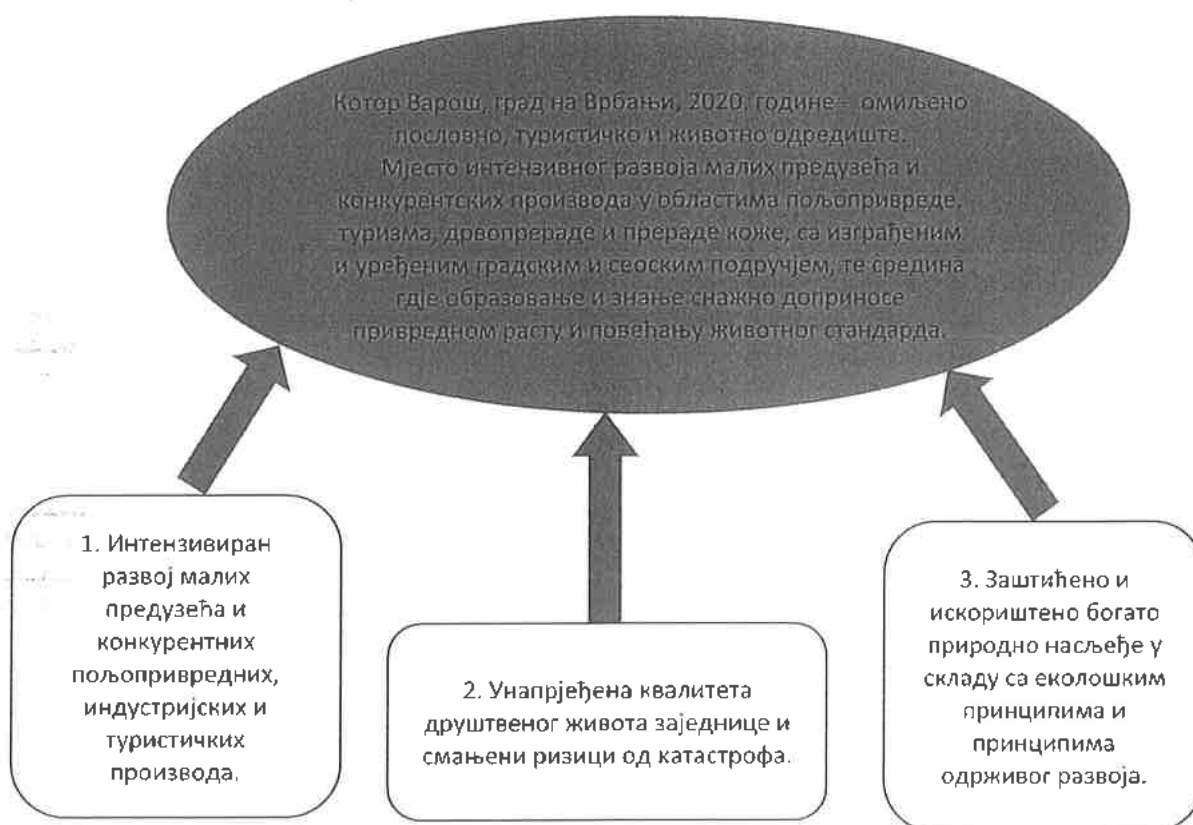 Котор Варош, град на Врбањи, 2020. године – омиљено
пословно, туристичко и животно одредиште.
Мјесто интензивног развоја малих предузећа и
конкурентских производа у областима пољопривреде,
туризма, дрвопрераде и прераде коже, са изграђеним
и уређеним градским и сеоским подручјем, те средина
гдје образовање и знање снажно доприносе
привредном расту и повећању животног стандарда.
1. Интензивиран
развој малих
предузећа и
конкурентних
пољопривредних,
индустријских и
туристичких
производа.
2. Унапрјеђена квалитета
друштвеног живота заједнице и
смањени ризици од катастрофа.
3. Заштићено и
искориштено богато
природно насљеђе у
складу са еколошким
принципима и
принципима
одрживог развоја.